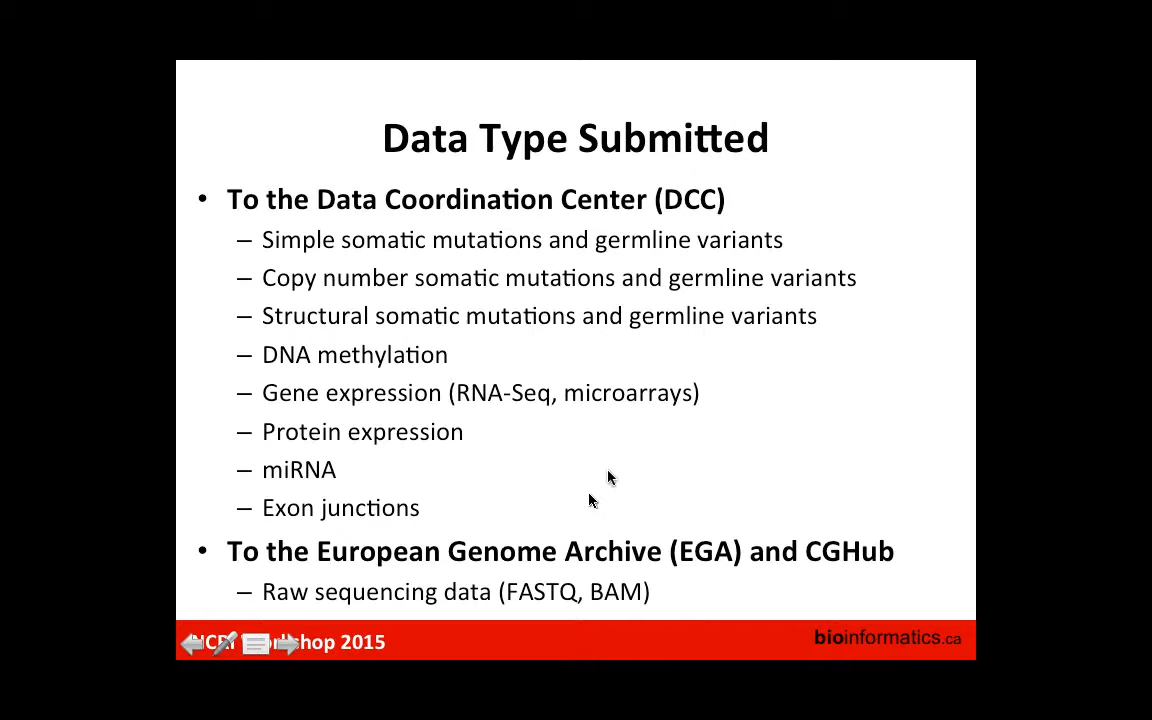 Data Type Submitted
• To the Data Coordination Center (DCC)
– Simple somatic mutations and germline variants
– Copy number somatic mutations and germline variants
– Structural somatic mutations and germline variants
– DNA methylation
– Gene expression (RNA-Seq, microarrays)
– Protein expression
– miRNA
– Exon junctions
• To the European Genome Archive (EGA) and CGHub
– Raw sequencing data (FASTQ, BAM)
2015
bioinformatics.ca